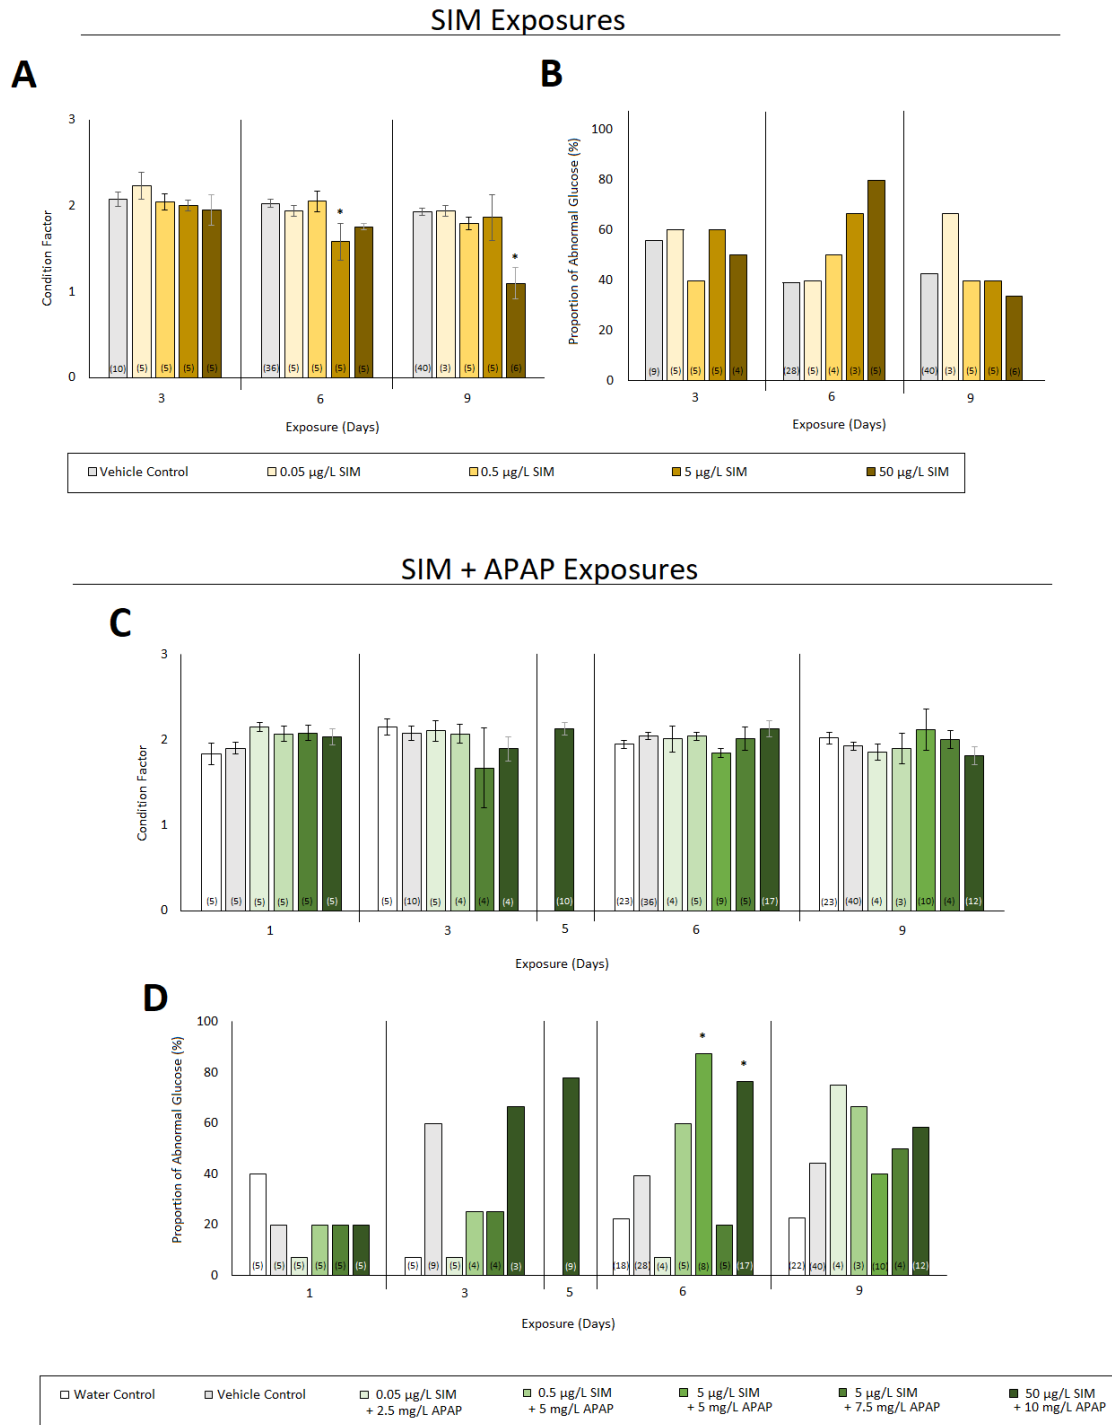 SIM Exposures
A
B
3
2
1
0
Condition Factor
(10) (5) (5) (5) (5) (36) (5) (5) (5) (5) (40) (3) (5) (5) (6)
* *
3 6 9
Exposure (Days)
100
80
60
40
20
0
Proportion of Abnormal Glucose (%)
(9) (5) (5) (5) (4) (28) (5) (4) (3) (5) (40) (3) (5) (5) (6)
3 6 9
Exposure (Days)
Vehicle Control 0.05 µg/L SIM 0.5 µg/L SIM 5 µg/L SIM 50 µg/L SIM
SIM + APAP Exposures
C
3
2
1
0
Condition Factor
(5) (5) (5) (5) (5) (5) (5) (10) (5) (4) (4) (4) (10) (23) (36) (4) (5) (9) (5) (17) (23) (40) (4) (3) (10) (4) (12)
1 3 5 6 9
Exposure (Days)
D
100
80
60
40
20
0
Proportion of Abnormal Glucose (%)
* *
(5) (5) (5) (5) (5) (5) (5) (9) (5) (4) (4) (3) (9) (18) (28) (4) (5) (8) (5) (17) (22) (40) (4) (3) (10) (4) (12)
1 3 5 6 9
Exposure (Days)
Water Control Vehicle Control 0.05 µg/L SIM 0.5 µg/L SIM 5 µg/L SIM 5 µg/L SIM 50 µg/L SIM
+ 2.5 mg/L APAP + 5 mg/L APAP + 5 mg/L APAP + 7.5 mg/L APAP + 10 mg/L APAP